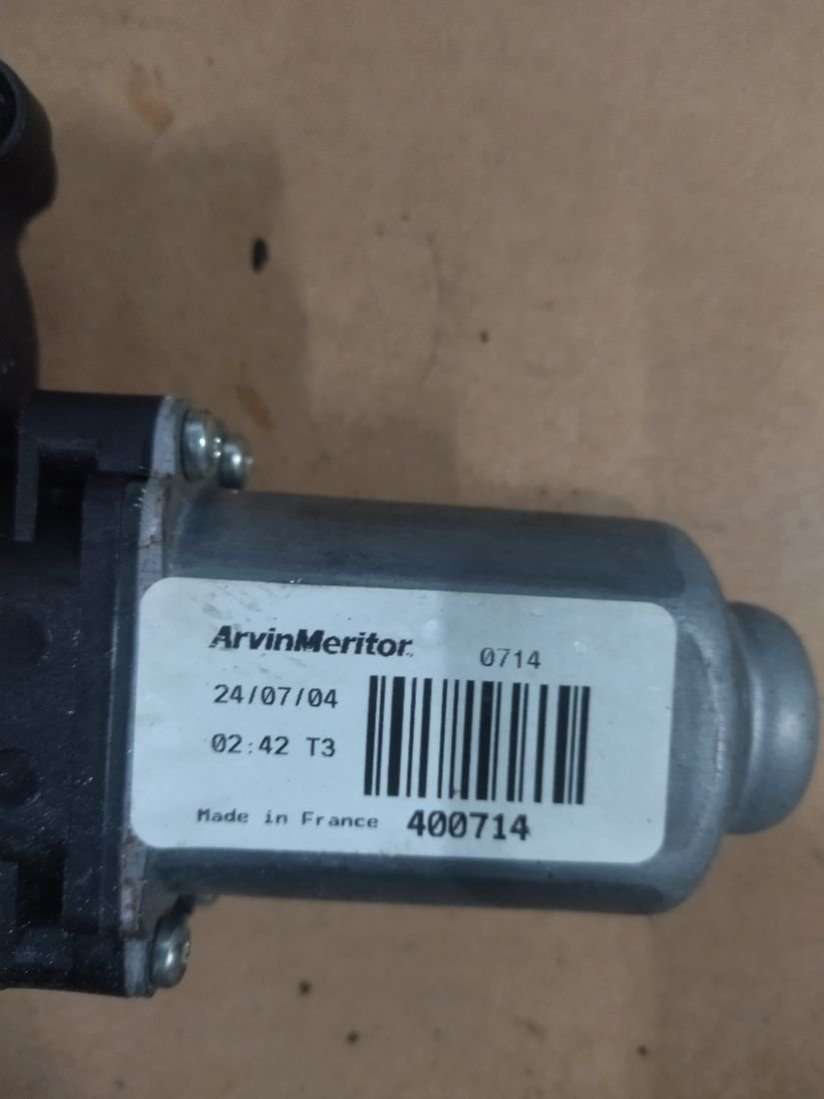 ArvinMeritor
0714
24/07/04
02:42 T3
Made in France
400714